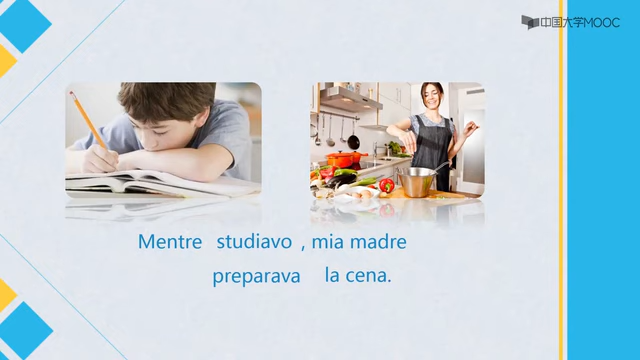 中国大学MOOC
Mentre studiavo , mia madre
preparava la cena.